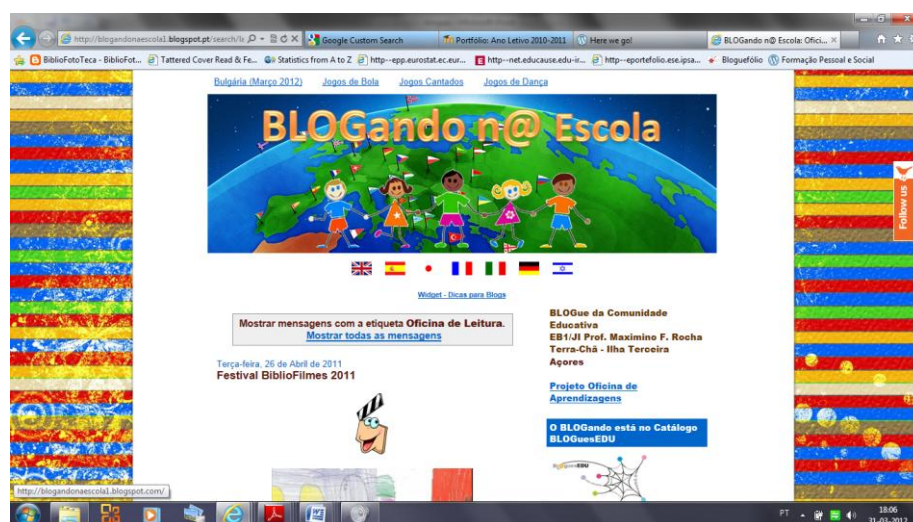 http://blogandonaescola1.blogspot.pt/search/la
Google Custom Search
Portfólio: Ano Letivo 2010-2011
Here we go!
BLOGando n@ Escola: Ofici...
BiblioFotoTeca - BiblioFot...
Tattered Cover Read & Fe...
Statistics from A to Z
http--epp.eurostat.ec.eur...
http--net.educause.edu-ir...
http--eportefolio.ese.ipsa...
Bloguefólio
Formação Pessoal e Social
Bulgária (Março 2012) Jogos de Bola Jogos Cantados Jogos de Dança
BLOGando n@ Escola
Follow us
Widget - Dicas para Blogs
Mostrar mensagens com a etiqueta Oficina de Leitura.
Mostrar todas as mensagens
Terça-feira, 26 de Abril de 2011
Festival BiblioFilmes 2011
BLOGue da Comunidade
Educativa
EB1/JI Prof. Maximino F. Rocha
Terra-Chã - Ilha Terceira
Açores
Projeto Oficina de
Aprendizagens
O BLOGando está no Catálogo
BLOGuesEDU
BloguesEDU
http://blogandonaescola1.blogspot.com/
PT
18:06
31-03-2012